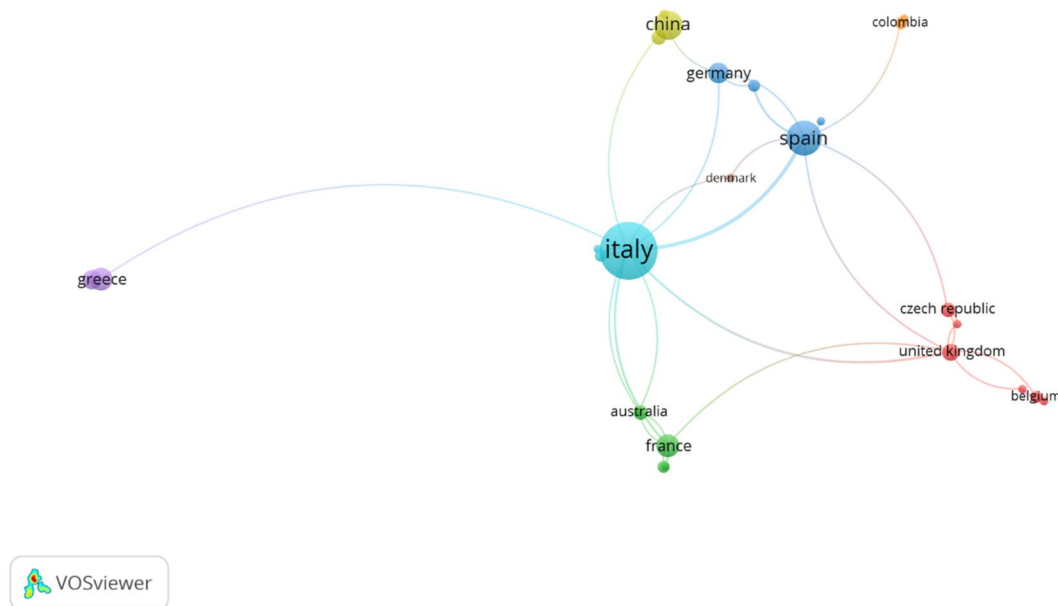 china
colombia
germany
spain
denmark
italy
greece
czech republic
united kingdom
belgium
australia
france
VOSviewer